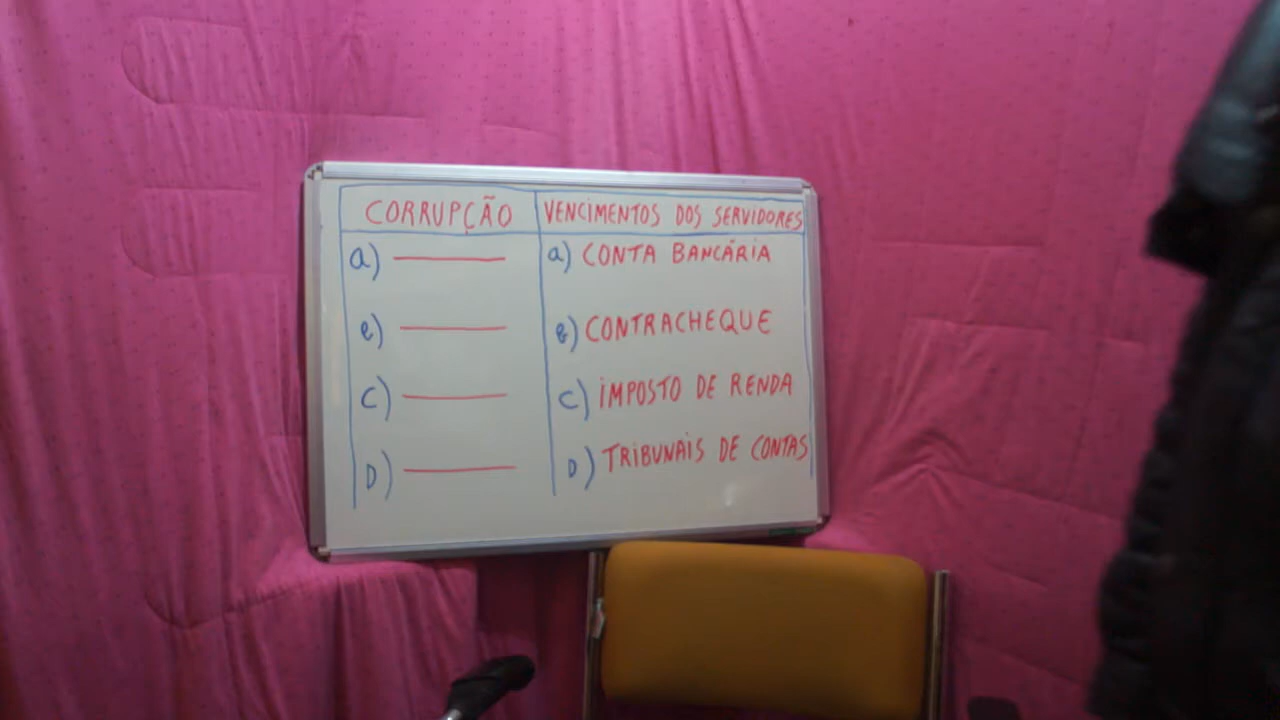 CORRUPÇÃO
a)
e)
C)
D)
VENCIMENTOS DOS SERVIDORES
a) CONTA BANCÁRIA
B) CONTRACHEQUE
C) IMPOSTO DE RENDA
D) TRIBUNAIS DE CONTAS